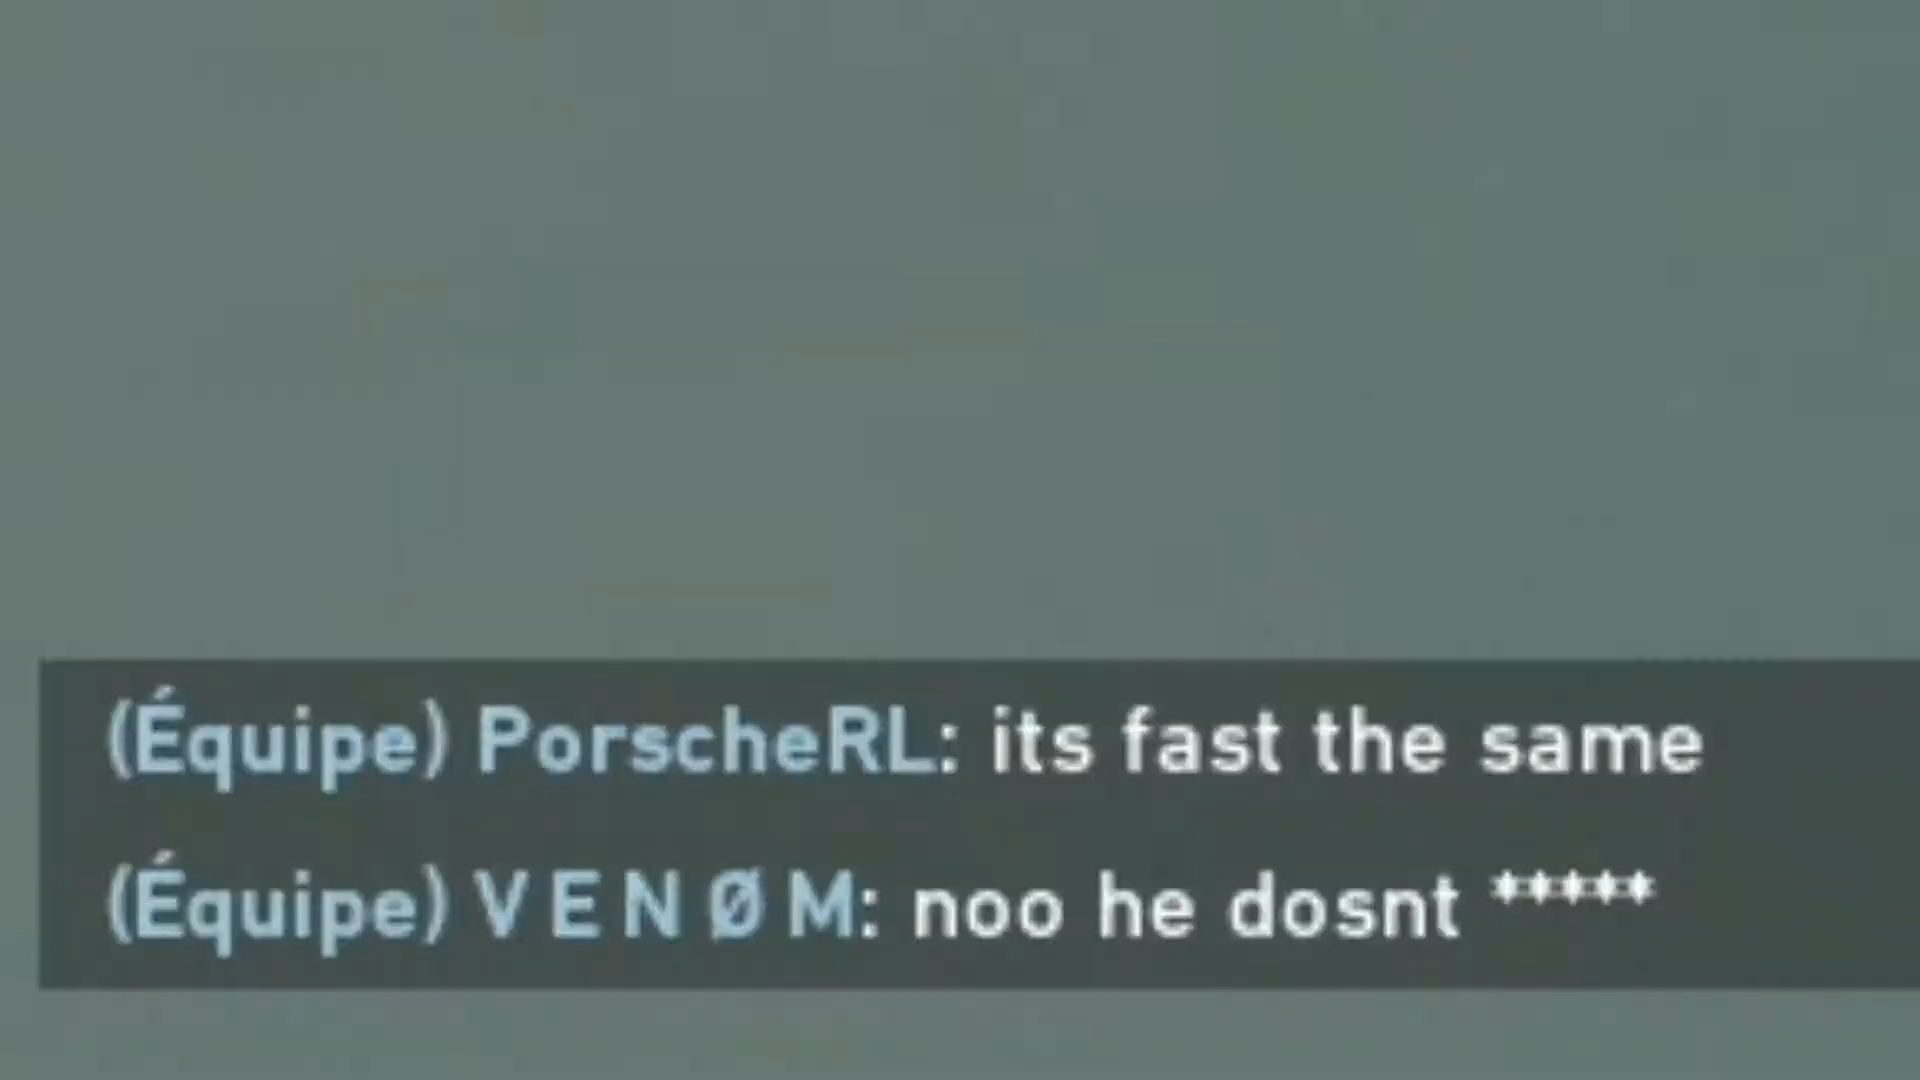 (Équipe) PorscheRL: its fast the same
(Équipe) V E N Ø M: noo he dosnt *****